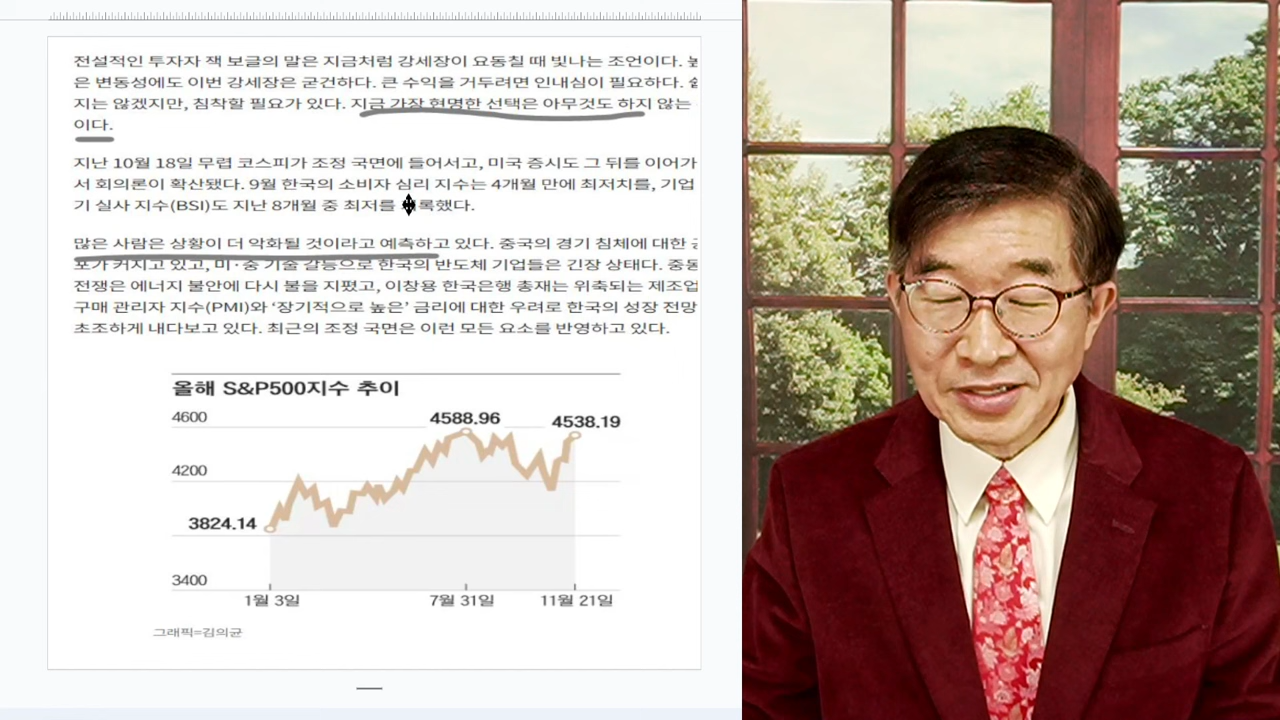 전설적인 투자자 잭 보글의 말은 지금처럼 강세장이 요동칠 때 빛나는 조언이다.
은 변동성에도 이번 강세장은 굳건하다. 큰 수익을 거두려면 인내심이 필요하다.
지는 않겠지만, 침착할 필요가 있다. 지금 가장 현명한 선택은 아무것도 하지 않는
이다.
지난 10월 18일 무렵 코스피가 조정 국면에 들어서고, 미국 증시도 그 뒤를 이어가
서 회의론이 확산됐다. 9월 한국의 소비자 심리 지수는 4개월 만에 최저치를, 기업
기 실사 지수(BSI)도 지난 8개월 중 최저를 록했다.
많은 사람은 상황이 더 악화될 것이라고 예측하고 있다. 중국의 경기 침체에 대한
포가 커지고 있고, 미·중 기술 갈등으로 한국의 반도체 기업들은 긴장 상태다. 중동
전쟁은 에너지 불안에 다시 불을 지폈고, 이창용 한국은행 총재는 위축되는 제조업
구매 관리자 지수(PMI)와 ‘장기적으로 높은’ 금리에 대한 우려로 한국의 성장 전망
초조하게 내다보고 있다. 최근의 조정 국면은 이런 모든 요소를 반영하고 있다.
올해 S&P500지수 추이
4600
4588.96
4538.19
4200
3824.14
3400
1월 3일
7월 31일
11월 21일
그래픽=김의균